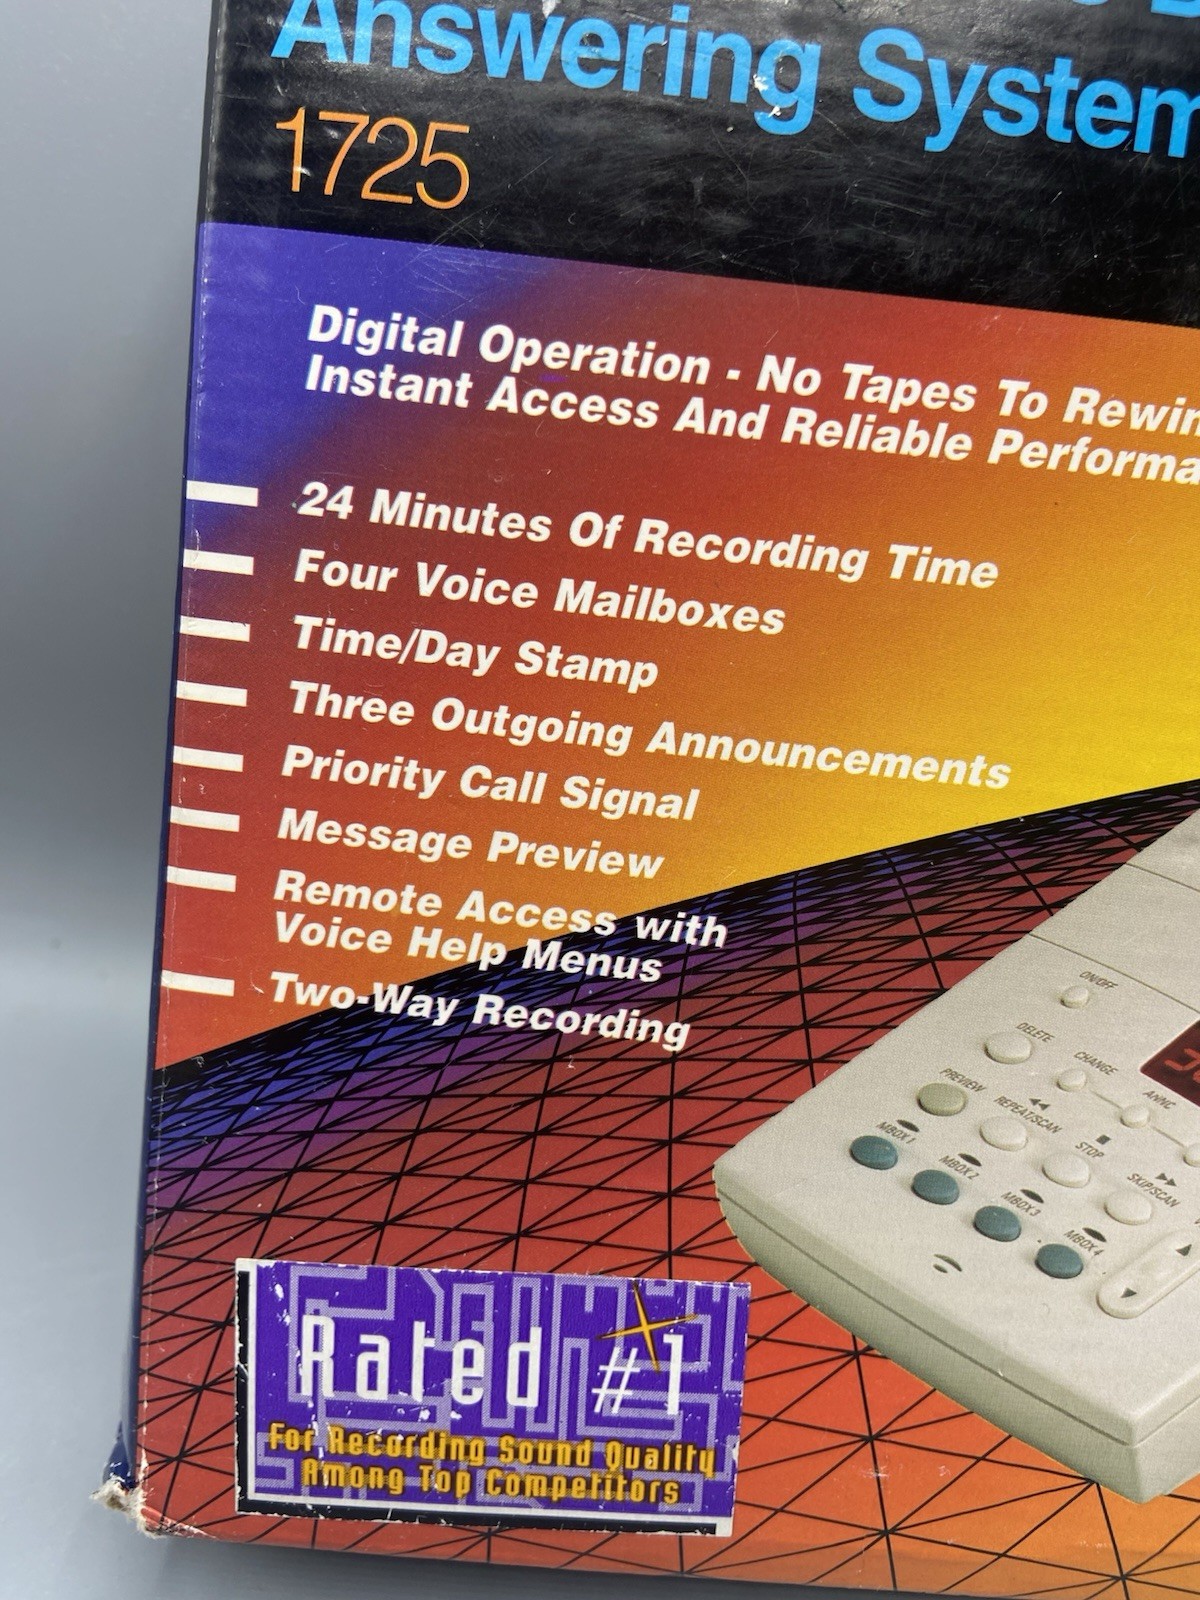 Answering System
1725
Digital Operation - No Tapes To Rewin
Instant Access And Reliable Performa
24 Minutes Of Recording Time
Four Voice Mailboxes
Time/Day Stamp
Three Outgoing Announcements
Priority Call Signal
Message Preview
Remote Access with
Voice Help Menus
Two-Way Recording
ON/OFF
DELETE
CHANGE
ANNC
PREVIEW
REPEAT/SCAN
STOP
SKIP/SCAN
MBOX 1
MBOX 2
MBOX 3
MBOX 4
Rated #1
For Recording Sound Quality
Among Top Competitors